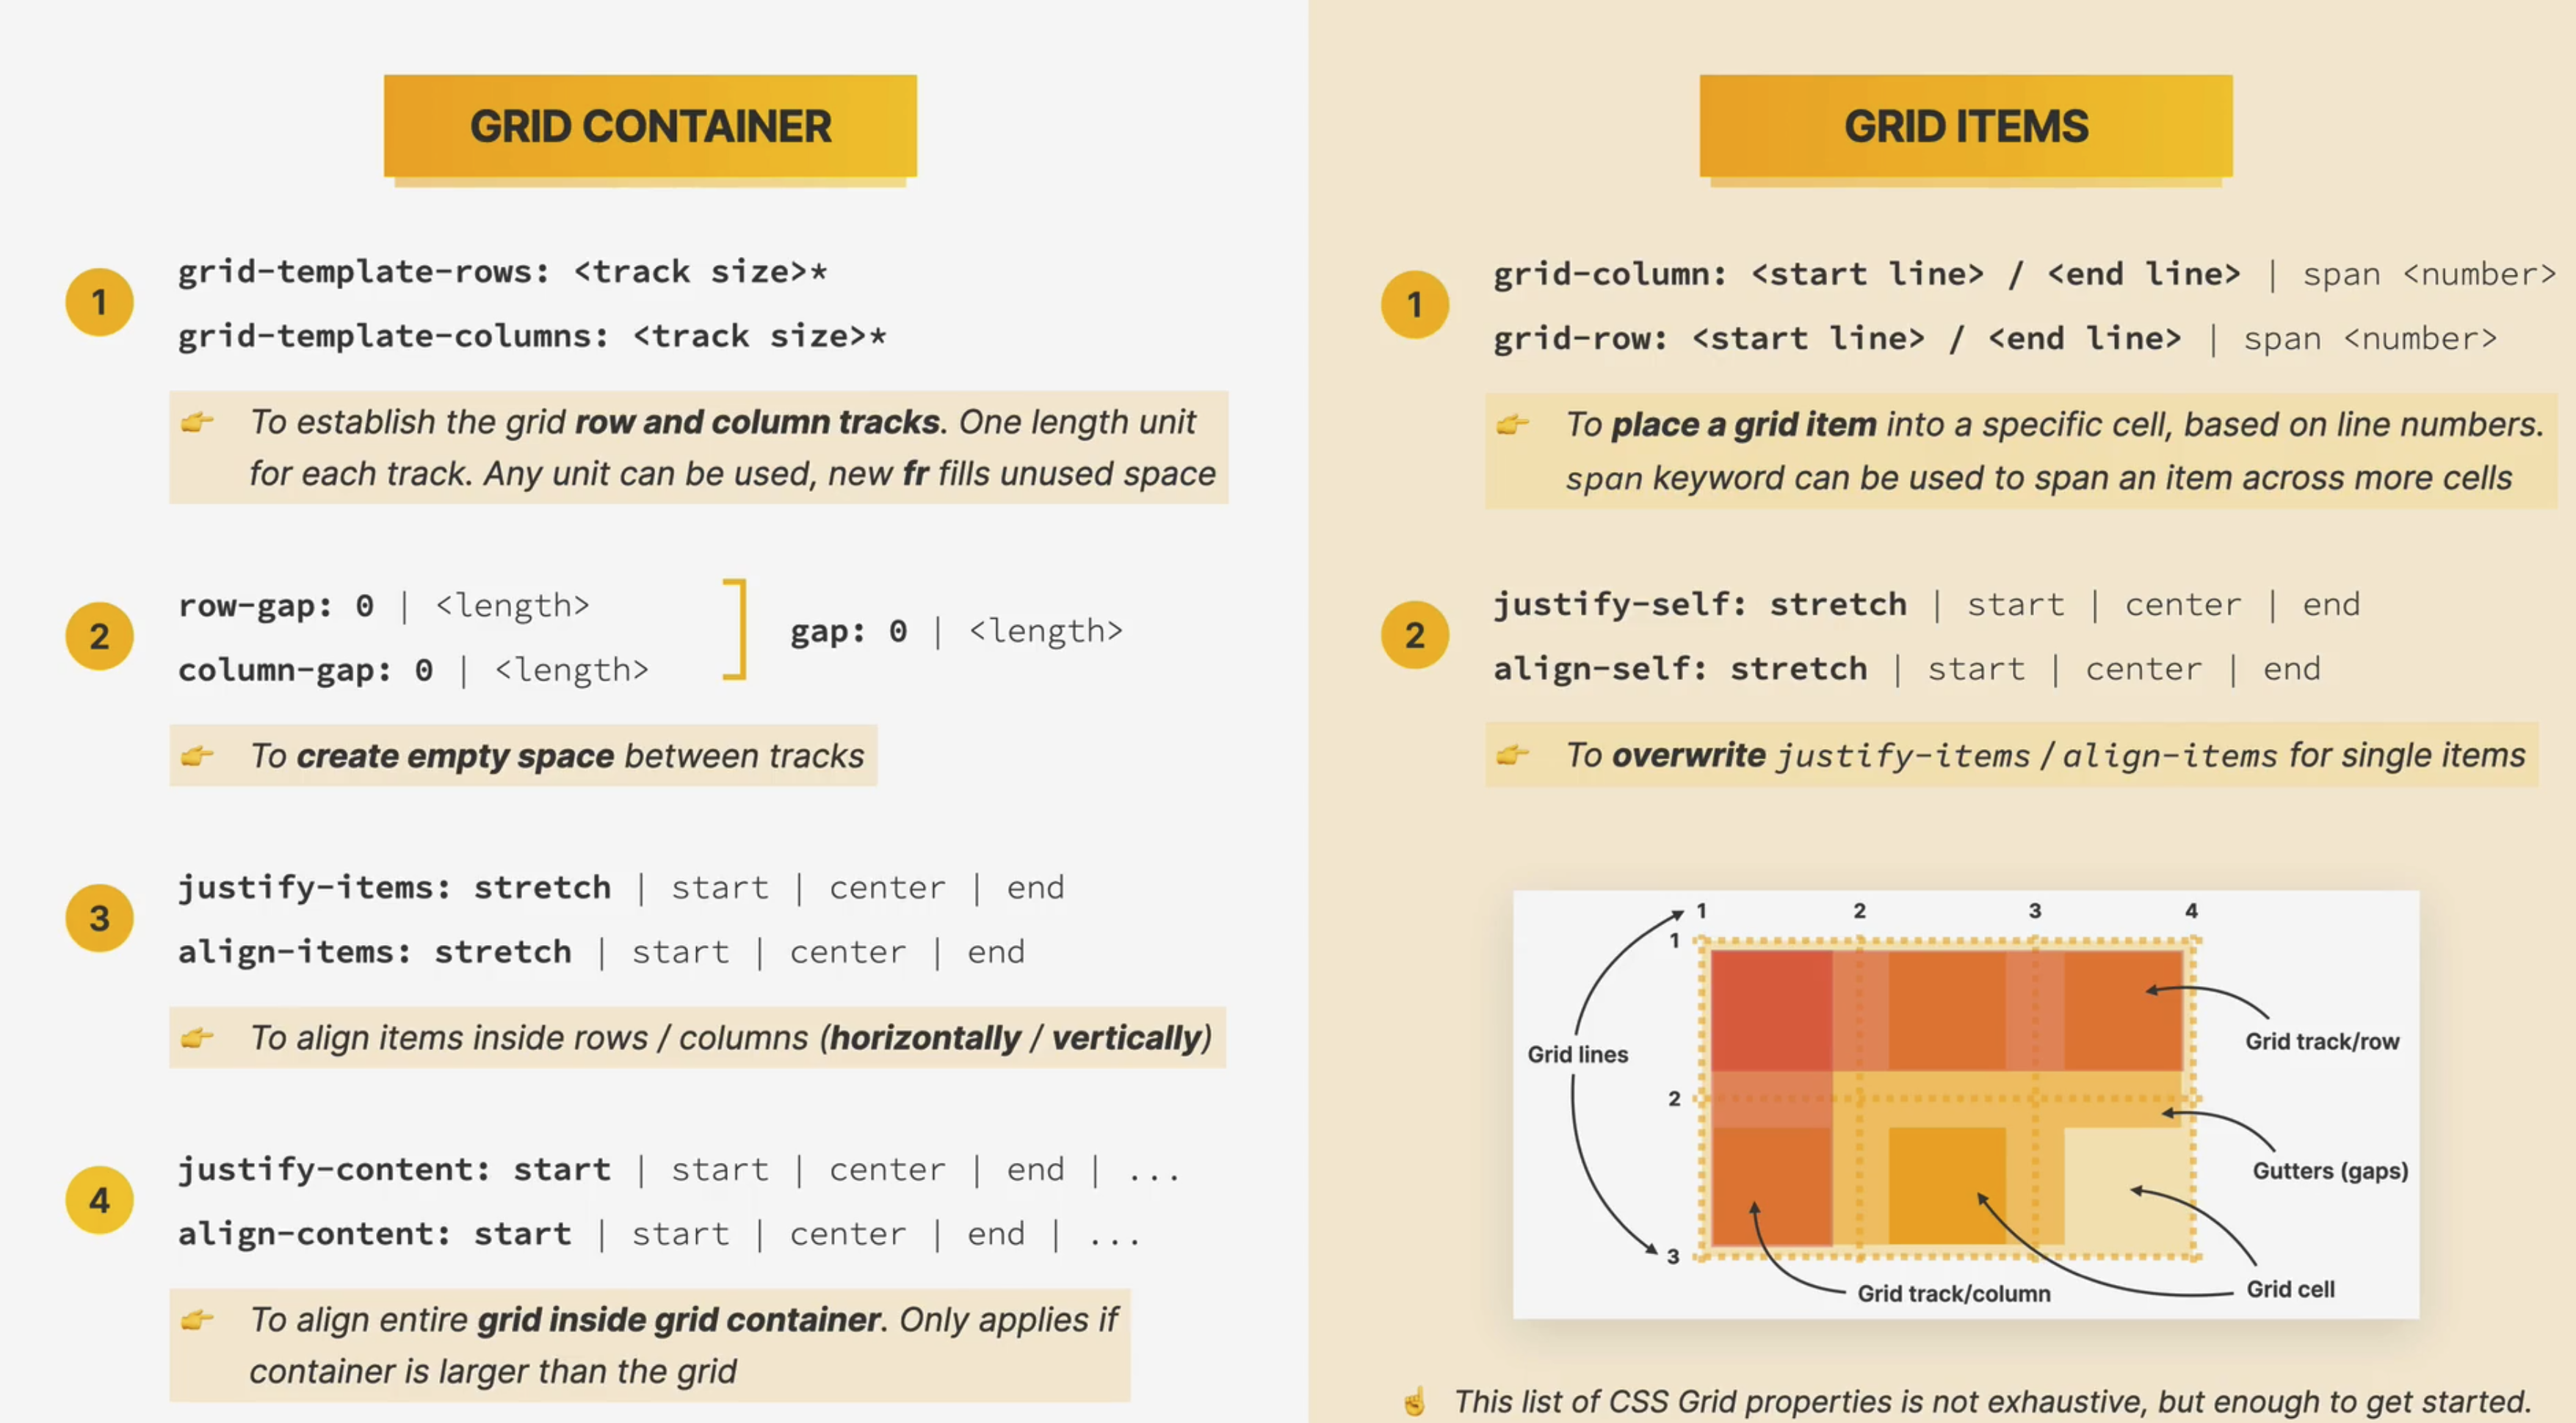 GRID CONTAINER
1
grid-template-rows: <track size>*
grid-template-columns: <track size>*
👉 To establish the grid row and column tracks. One length unit
for each track. Any unit can be used, new fr fills unused space
2
row-gap: 0 | <length>
column-gap: 0 | <length>
gap: 0 | <length>
👉 To create empty space between tracks
3
justify-items: stretch | start | center | end
align-items: stretch | start | center | end
👉 To align items inside rows / columns (horizontally / vertically)
4
justify-content: start | start | center | end | ...
align-content: start | start | center | end | ...
👉 To align entire grid inside grid container. Only applies if
container is larger than the grid
GRID ITEMS
1
grid-column: <start line> / <end line> | span <number>
grid-row: <start line> / <end line> | span <number>
👉 To place a grid item into a specific cell, based on line numbers.
span keyword can be used to span an item across more cells
2
justify-self: stretch | start | center | end
align-self: stretch | start | center | end
👉 To overwrite justify-items / align-items for single items
1 2 3 4
1
Grid track/row
Grid lines
2
Gutters (gaps)
3
Grid track/column
Grid cell
☝️ This list of CSS Grid properties is not exhaustive, but enough to get started.